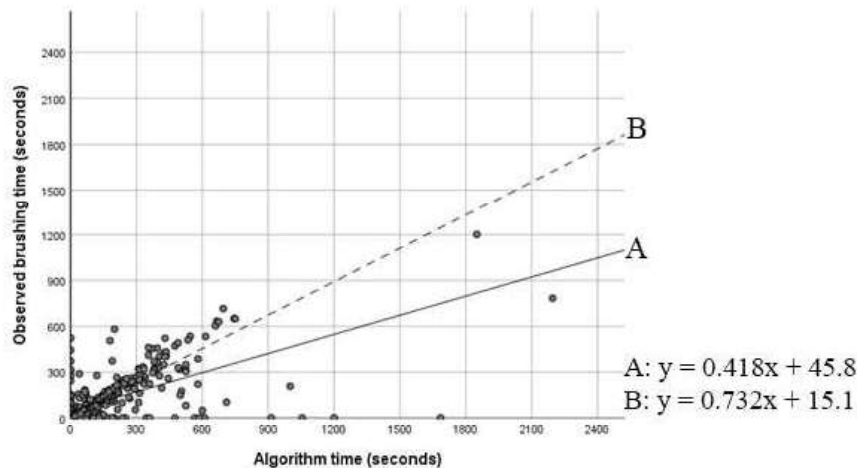 2400
2100
1800
1500
1200
900
600
300
0
Observed brushing time (seconds)
B
A
A: y = 0.418x + 45.8
B: y = 0.732x + 15.1
0 300 600 900 1200 1500 1800 2100 2400
Algorithm time (seconds)